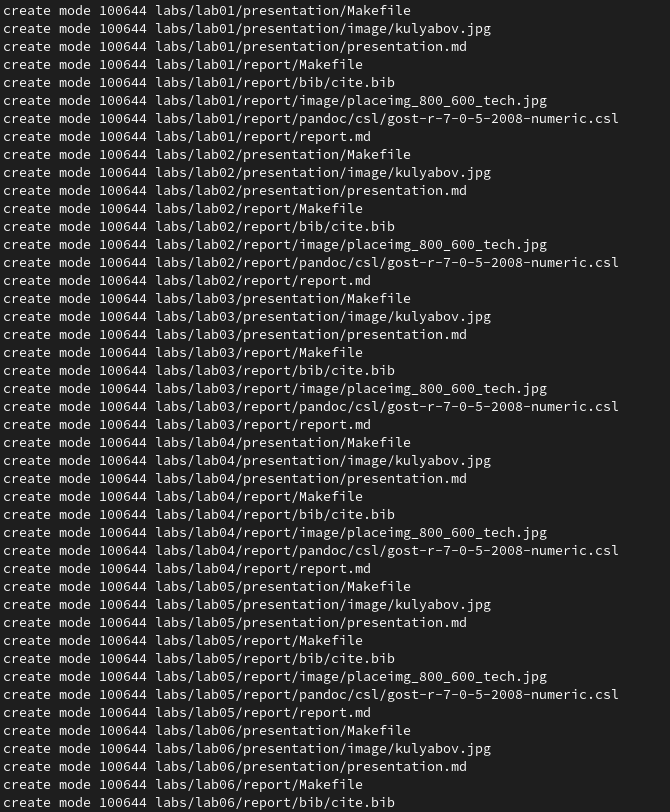 create mode 100644 labs/lab01/presentation/Makefile
create mode 100644 labs/lab01/presentation/image/kulyabov.jpg
create mode 100644 labs/lab01/presentation/presentation.md
create mode 100644 labs/lab01/report/Makefile
create mode 100644 labs/lab01/report/bib/cite.bib
create mode 100644 labs/lab01/report/image/placeimg_800_600_tech.jpg
create mode 100644 labs/lab01/report/pandoc/csl/gost-r-7-0-5-2008-numeric.csl
create mode 100644 labs/lab01/report/report.md
create mode 100644 labs/lab02/presentation/Makefile
create mode 100644 labs/lab02/presentation/image/kulyabov.jpg
create mode 100644 labs/lab02/presentation/presentation.md
create mode 100644 labs/lab02/report/Makefile
create mode 100644 labs/lab02/report/bib/cite.bib
create mode 100644 labs/lab02/report/image/placeimg_800_600_tech.jpg
create mode 100644 labs/lab02/report/pandoc/csl/gost-r-7-0-5-2008-numeric.csl
create mode 100644 labs/lab02/report/report.md
create mode 100644 labs/lab03/presentation/Makefile
create mode 100644 labs/lab03/presentation/image/kulyabov.jpg
create mode 100644 labs/lab03/presentation/presentation.md
create mode 100644 labs/lab03/report/Makefile
create mode 100644 labs/lab03/report/bib/cite.bib
create mode 100644 labs/lab03/report/image/placeimg_800_600_tech.jpg
create mode 100644 labs/lab03/report/pandoc/csl/gost-r-7-0-5-2008-numeric.csl
create mode 100644 labs/lab03/report/report.md
create mode 100644 labs/lab04/presentation/Makefile
create mode 100644 labs/lab04/presentation/image/kulyabov.jpg
create mode 100644 labs/lab04/presentation/presentation.md
create mode 100644 labs/lab04/report/Makefile
create mode 100644 labs/lab04/report/bib/cite.bib
create mode 100644 labs/lab04/report/image/placeimg_800_600_tech.jpg
create mode 100644 labs/lab04/report/pandoc/csl/gost-r-7-0-5-2008-numeric.csl
create mode 100644 labs/lab04/report/report.md
create mode 100644 labs/lab05/presentation/Makefile
create mode 100644 labs/lab05/presentation/image/kulyabov.jpg
create mode 100644 labs/lab05/presentation/presentation.md
create mode 100644 labs/lab05/report/Makefile
create mode 100644 labs/lab05/report/bib/cite.bib
create mode 100644 labs/lab05/report/image/placeimg_800_600_tech.jpg
create mode 100644 labs/lab05/report/pandoc/csl/gost-r-7-0-5-2008-numeric.csl
create mode 100644 labs/lab05/report/report.md
create mode 100644 labs/lab06/presentation/Makefile
create mode 100644 labs/lab06/presentation/image/kulyabov.jpg
create mode 100644 labs/lab06/presentation/presentation.md
create mode 100644 labs/lab06/report/Makefile
create mode 100644 labs/lab06/report/bib/cite.bib